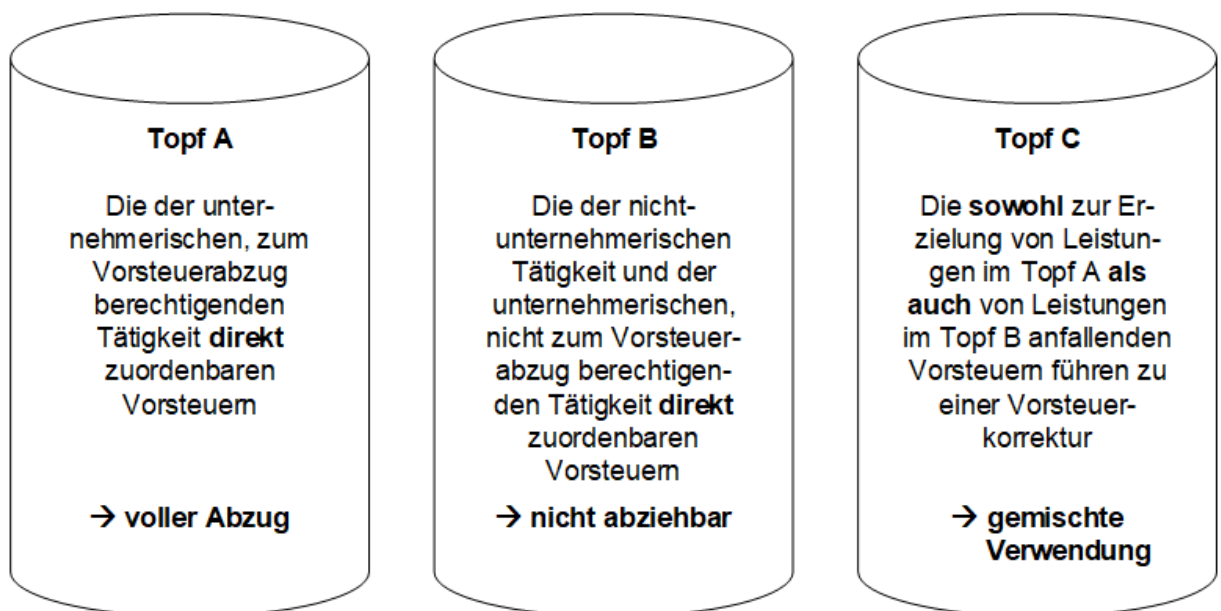 Topf A
Die der unter-
nehmerischen, zum
Vorsteuerabzug
berechtigenden
Tätigkeit direkt
zuordenbaren
Vorsteuern
→ voller Abzug
Topf B
Die der nicht-
unternehmerischen
Tätigkeit und der
unternehmerischen,
nicht zum Vorsteuer-
abzug berechtigen-
den Tätigkeit direkt
zuordenbaren
Vorsteuern
→ nicht abziehbar
Topf C
Die sowohl zur Er-
zielung von Leistun-
gen im Topf A als
auch von Leistungen
im Topf B anfallenden
Vorsteuern führen zu
einer Vorsteuer-
korrektur
→ gemischte
Verwendung